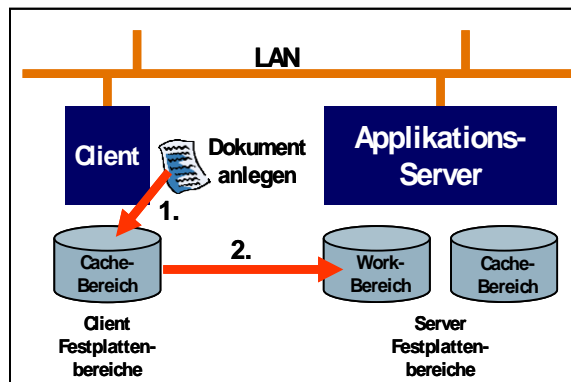 LAN
Client
Dokument
anlegen
Applikations-
Server
1.
2.
Cache-
Bereich
Work-
Bereich
Cache-
Bereich
Client
Festplatten-
bereiche
Server
Festplatten-
bereiche